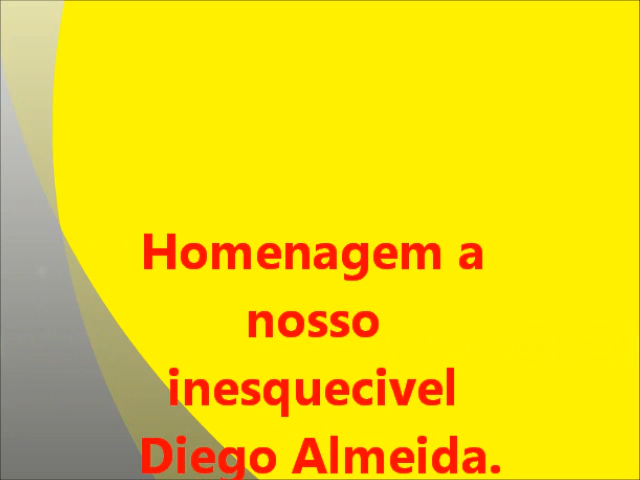 Homenagem a
nosso
inesquecivel
Diego Almeida.